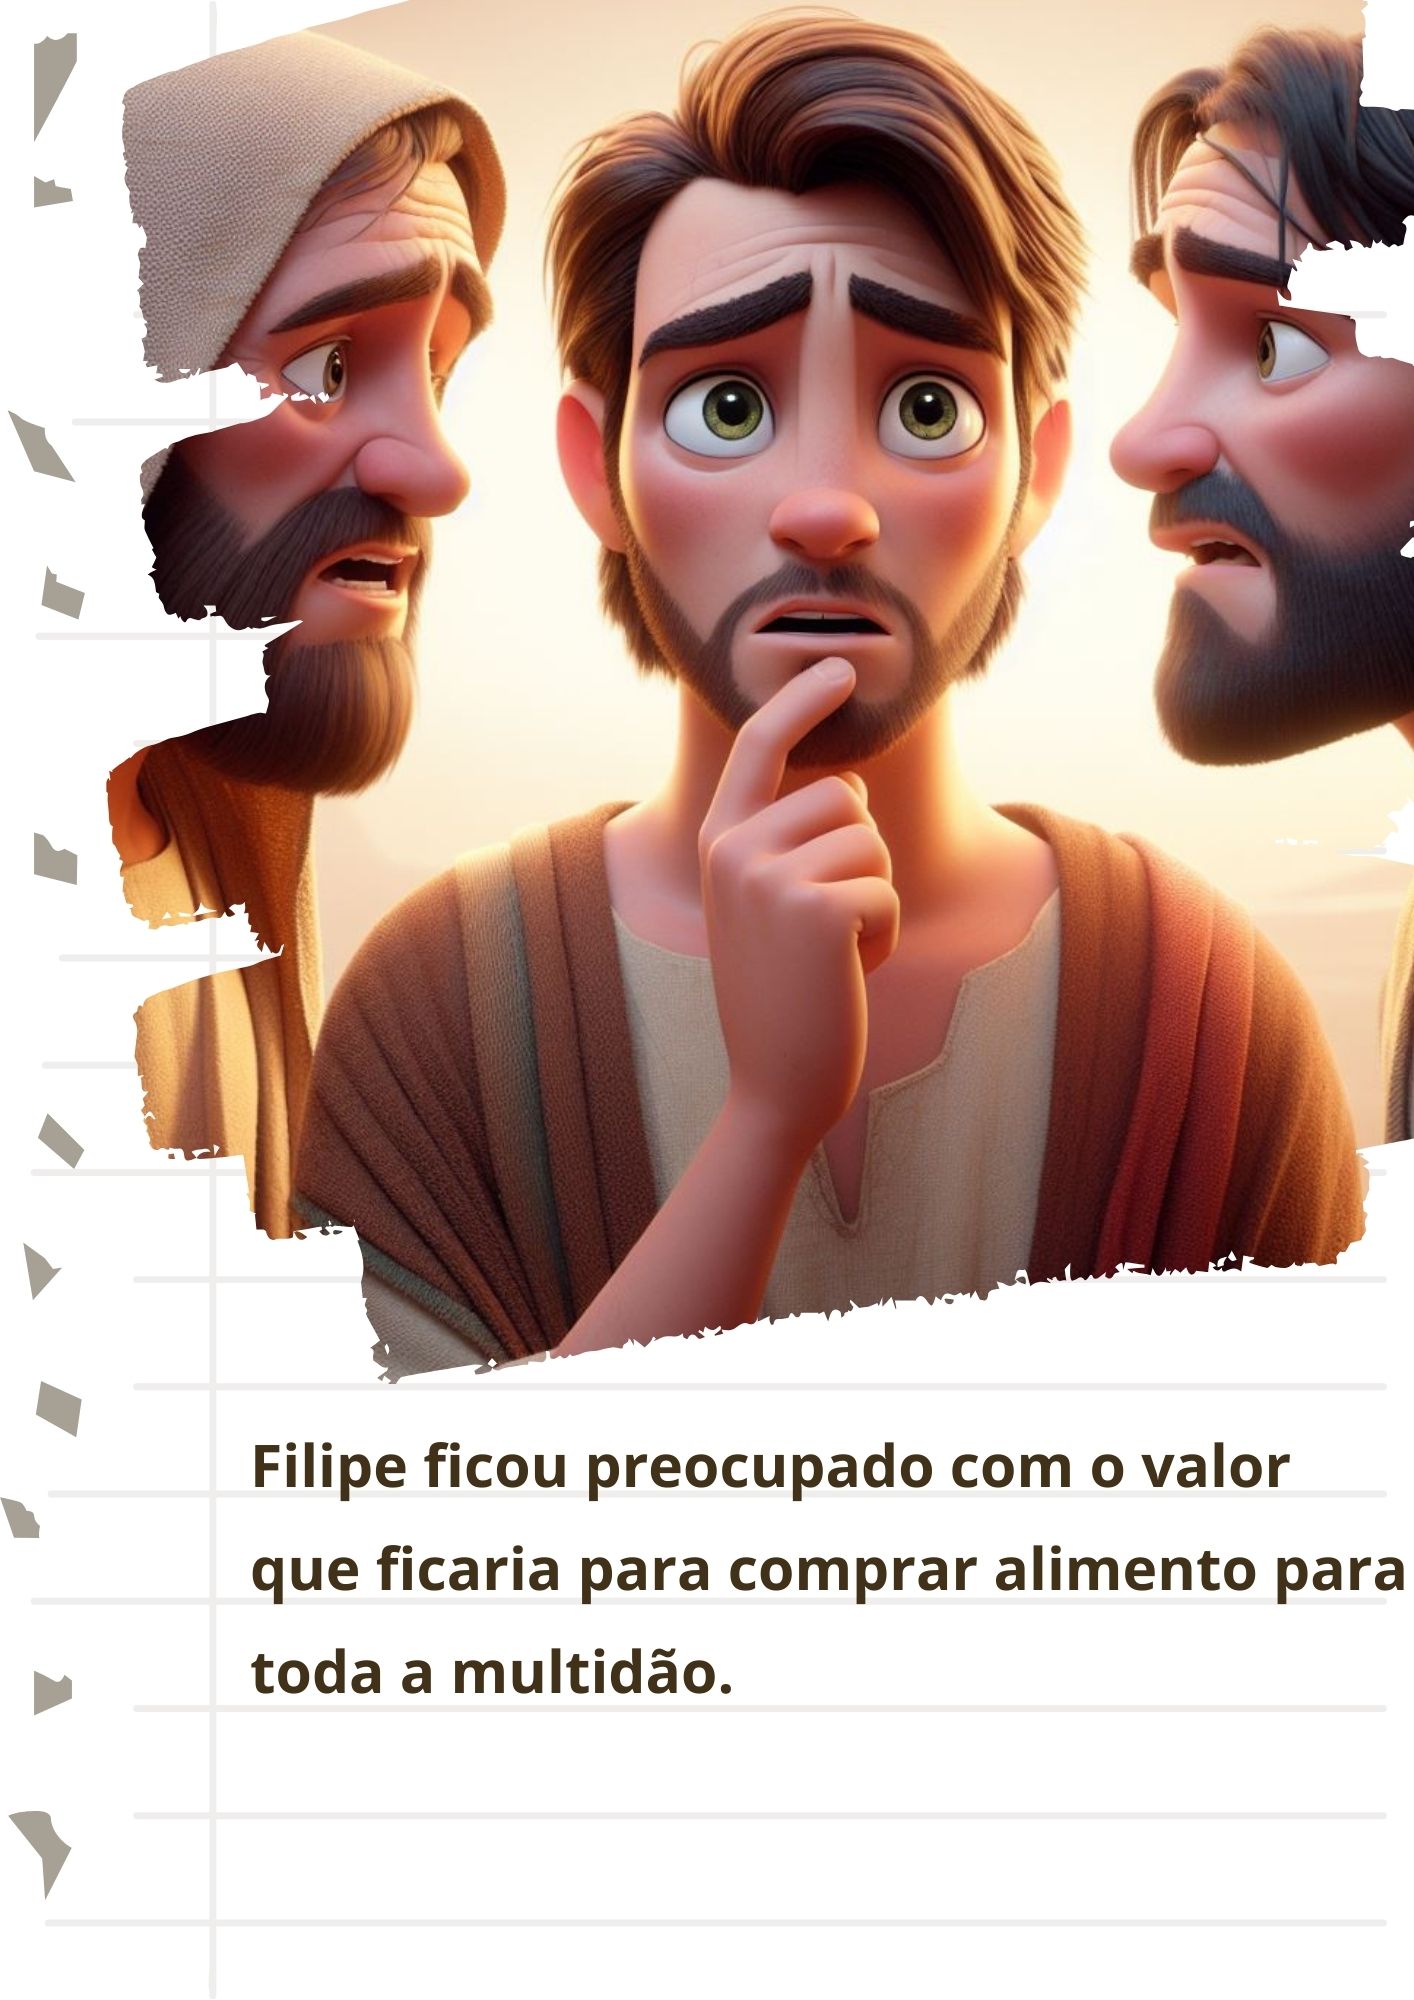 Filipe ficou preocupado com o valor
que ficaria para comprar alimento para
toda a multidão.